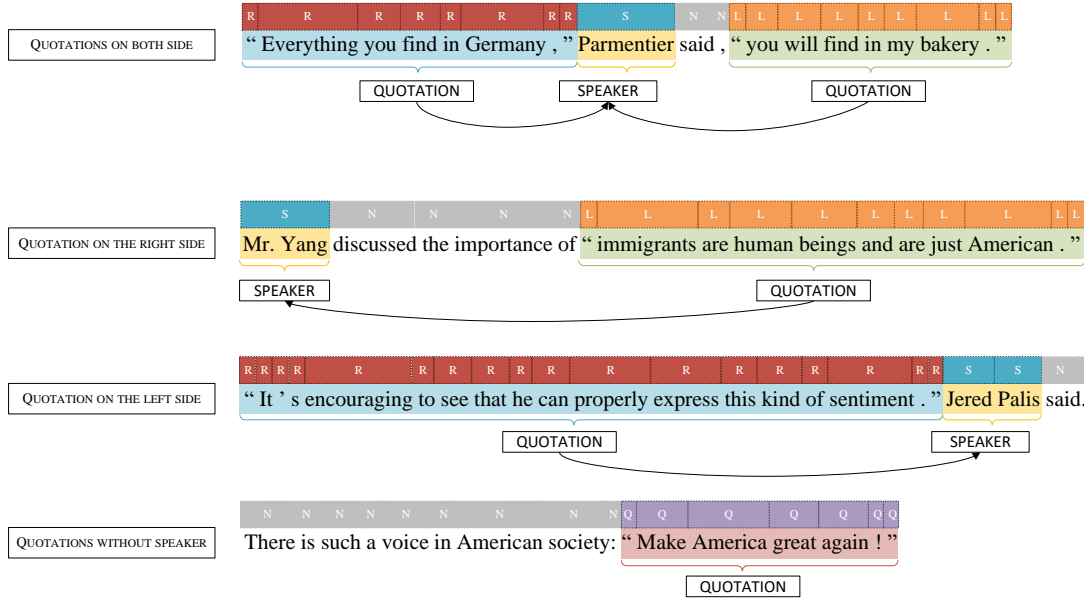 R R R R R R R R S N N L L L L L L L L L
QUOTATIONS ON BOTH SIDE
“ Everything you find in Germany , ” Parmentier said , “ you will find in my bakery . ”
QUOTATION SPEAKER QUOTATION
S N N N N L L L L L L L L L L L
QUOTATION ON THE RIGHT SIDE
Mr. Yang discussed the importance of “ immigrants are human beings and are just American . ”
SPEAKER QUOTATION
R R R R R R R R R R R R R R R R R R S S N
QUOTATION ON THE LEFT SIDE
“ It ’ s encouraging to see that he can properly express this kind of sentiment . ” Jered Palis said.
QUOTATION SPEAKER
N N N N N N N N N Q Q Q Q Q Q Q
QUOTATIONS WITHOUT SPEAKER
There is such a voice in American society: “ Make America great again ! ”
QUOTATION